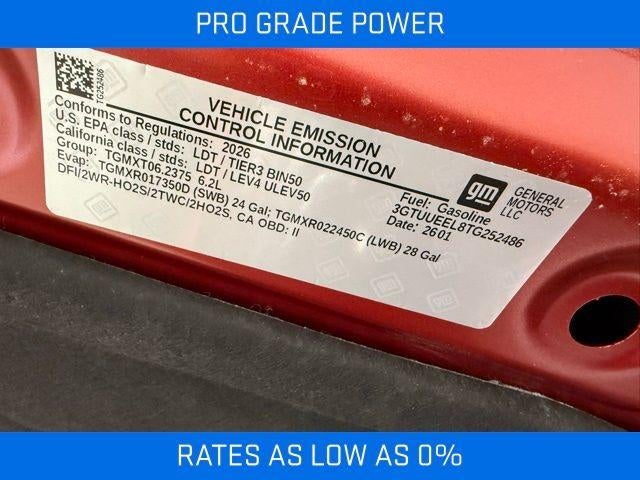 PRO GRADE POWER
TG252486
VEHICLE EMISSION
CONTROL INFORMATION
Conforms to Regulations: 2026
U.S. EPA class / stds: LDT / TIER3 BIN50
California class / stds: LDT / LEV4 ULEV50
Group: TGMXT06.2375 6.2L
Evap: TGMXR017350D (SWB) 24 Gal; TGMXR022450C (LWB) 28 Gal
DFI/2WR-HO2S/2TWC/2HO2S, CA OBD: II
Fuel: Gasoline
3GTUUEEL8TG252486
Date: 2601
gm
GENERAL
MOTORS
LLC
RATES AS LOW AS 0%